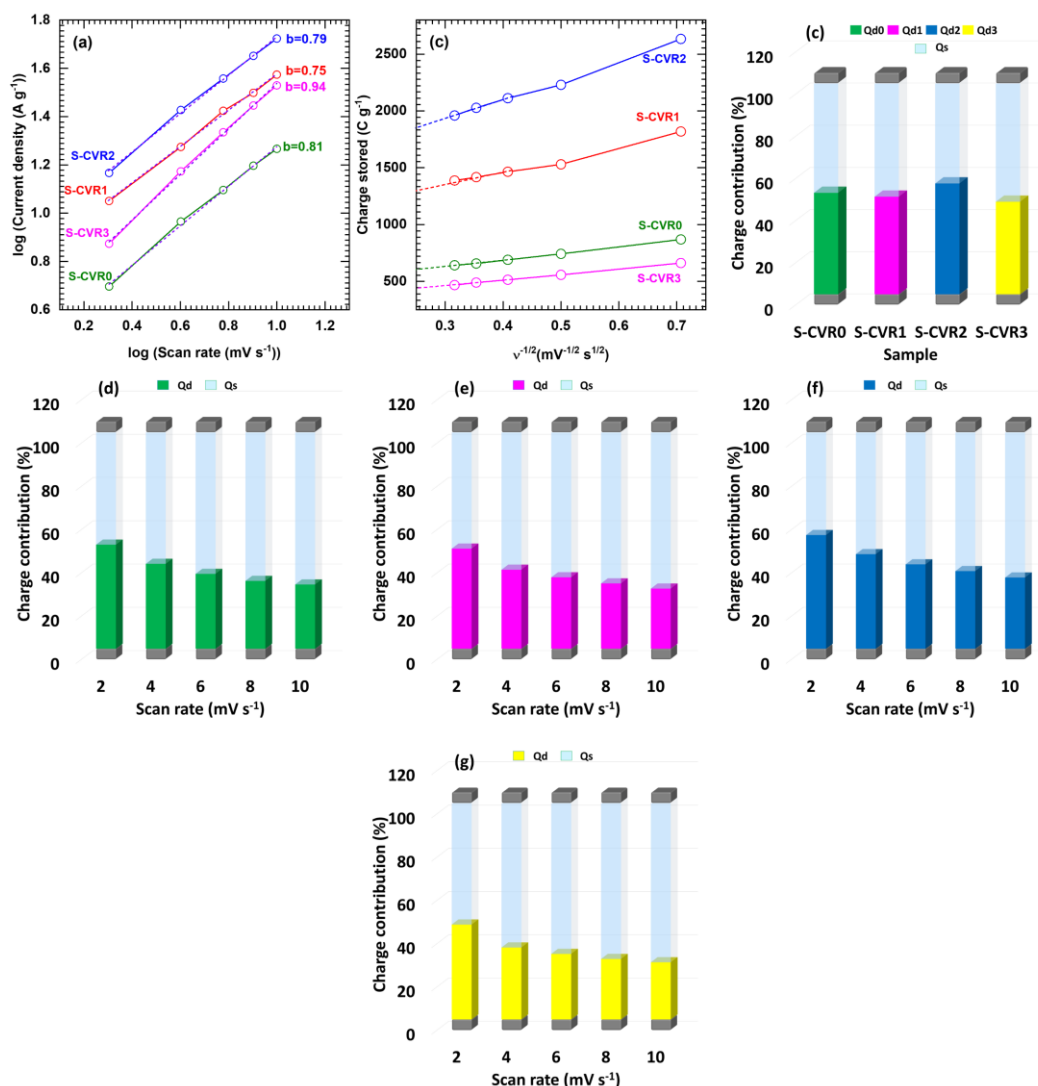 (a)
log (Current density (A g⁻¹))
1.8
1.6
1.4
1.2
1.0
0.8
0.6
b=0.79
b=0.75
b=0.94
b=0.81
S-CVR2
S-CVR1
S-CVR3
S-CVR0
0.2 0.4 0.6 0.8 1.0 1.2
log (Scan rate (mV s⁻¹))
(c)
Charge stored (C g⁻¹)
2500
2000
1500
1000
500
S-CVR2
S-CVR1
S-CVR0
S-CVR3
0.3 0.4 0.5 0.6 0.7
ν⁻¹/²(mV⁻¹/² s¹/²)
(c)
Qd0 Qd1 Qd2 Qd3
Qs
Charge contribution (%)
120
100
80
60
40
20
0
S-CVR0 S-CVR1 S-CVR2 S-CVR3
Sample
(d)
Qd Qs
Charge contribution (%)
120
100
80
60
40
20
0
2 4 6 8 10
Scan rate (mV s⁻¹)
(e)
Qd Qs
Charge contribution (%)
120
100
80
60
40
20
0
2 4 6 8 10
Scan rate (mV s⁻¹)
(f)
Qd Qs
Charge contribution (%)
120
100
80
60
40
20
0
2 4 6 8 10
Scan rate (mV s⁻¹)
(g)
Qd Qs
Charge contribution (%)
120
100
80
60
40
20
0
2 4 6 8 10
Scan rate (mV s⁻¹)